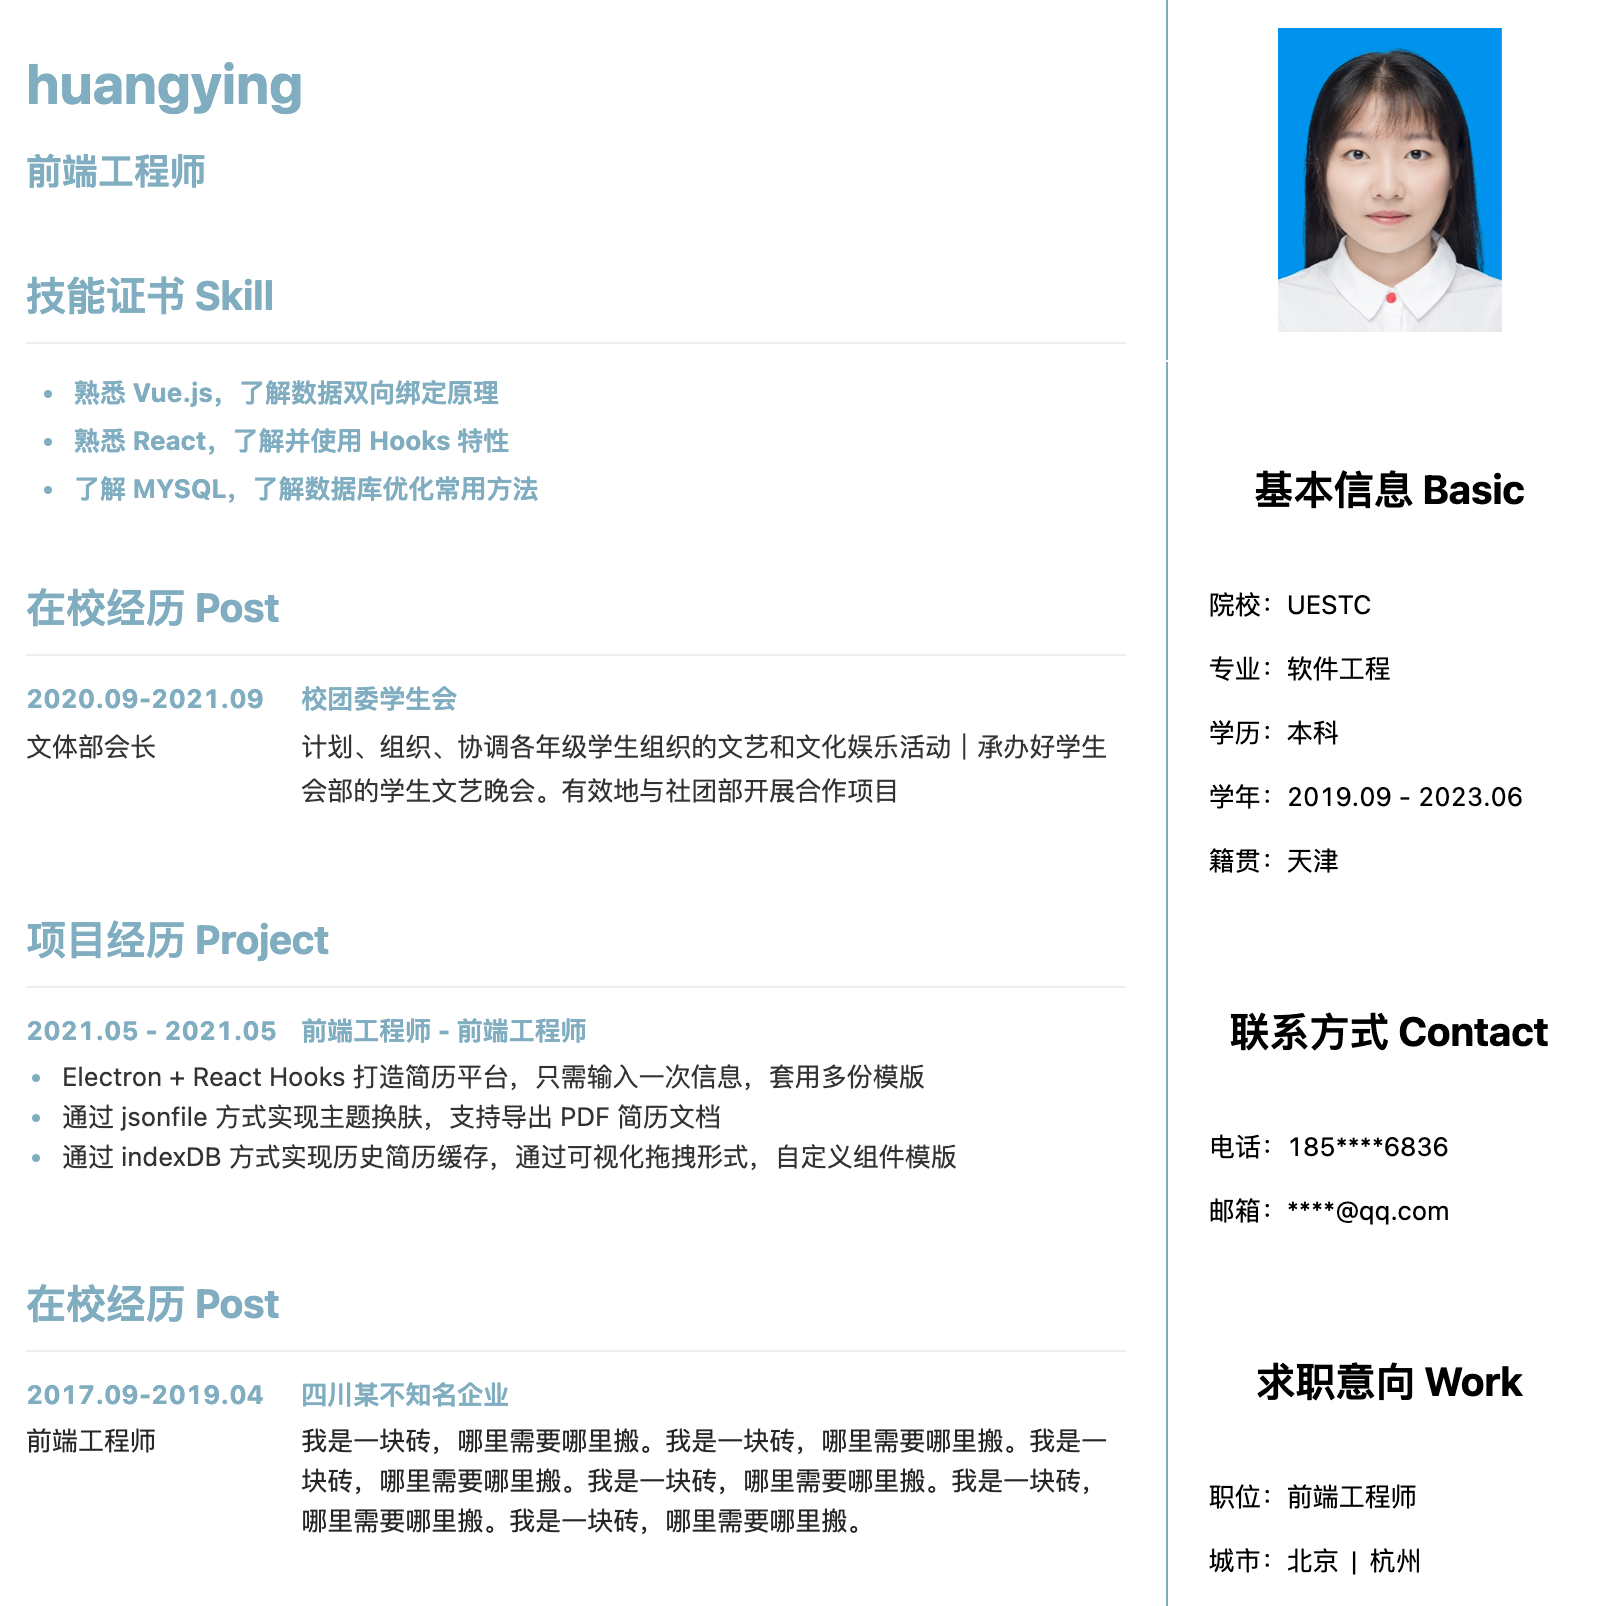 huangying
前端工程师
技能证书 Skill
熟悉 Vue.js，了解数据双向绑定原理
熟悉 React，了解并使用 Hooks 特性
了解 MYSQL，了解数据库优化常用方法
在校经历 Post
2020.09-2021.09 校团委学生会
文体部会长 计划、组织、协调各年级学生组织的文艺和文化娱乐活动｜承办好学生
会部的学生文艺晚会。有效地与社团部开展合作项目
项目经历 Project
2021.05 - 2021.05 前端工程师 - 前端工程师
Electron + React Hooks 打造简历平台，只需输入一次信息，套用多份模版
通过 jsonfile 方式实现主题换肤，支持导出 PDF 简历文档
通过 indexDB 方式实现历史简历缓存，通过可视化拖拽形式，自定义组件模版
在校经历 Post
2017.09-2019.04 四川某不知名企业
前端工程师 我是一块砖，哪里需要哪里搬。我是一块砖，哪里需要哪里搬。我是一
块砖，哪里需要哪里搬。我是一块砖，哪里需要哪里搬。我是一块砖，
哪里需要哪里搬。我是一块砖，哪里需要哪里搬。
基本信息 Basic
院校：UESTC
专业：软件工程
学历：本科
学年：2019.09 - 2023.06
籍贯：天津
联系方式 Contact
电话：185****6836
邮箱：****@qq.com
求职意向 Work
职位：前端工程师
城市：北京｜杭州